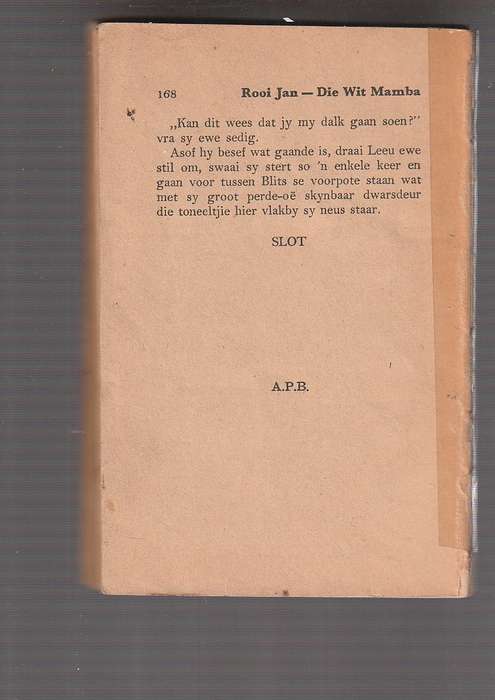 168 Rooi Jan — Die Wit Mamba
„Kan dit wees dat jy my dalk gaan soen?”
vra sy ewe sedig.
Asof hy besef wat gaande is, draai Leeu ewe
stil om, swaai sy stert so 'n enkele keer en
gaan voor tussen Blits se voorpote staan wat
met sy groot perde-oë skynbaar dwarsdeur
die toneeltjie hier vlakby sy neus staar.
SLOT
A.P.B.